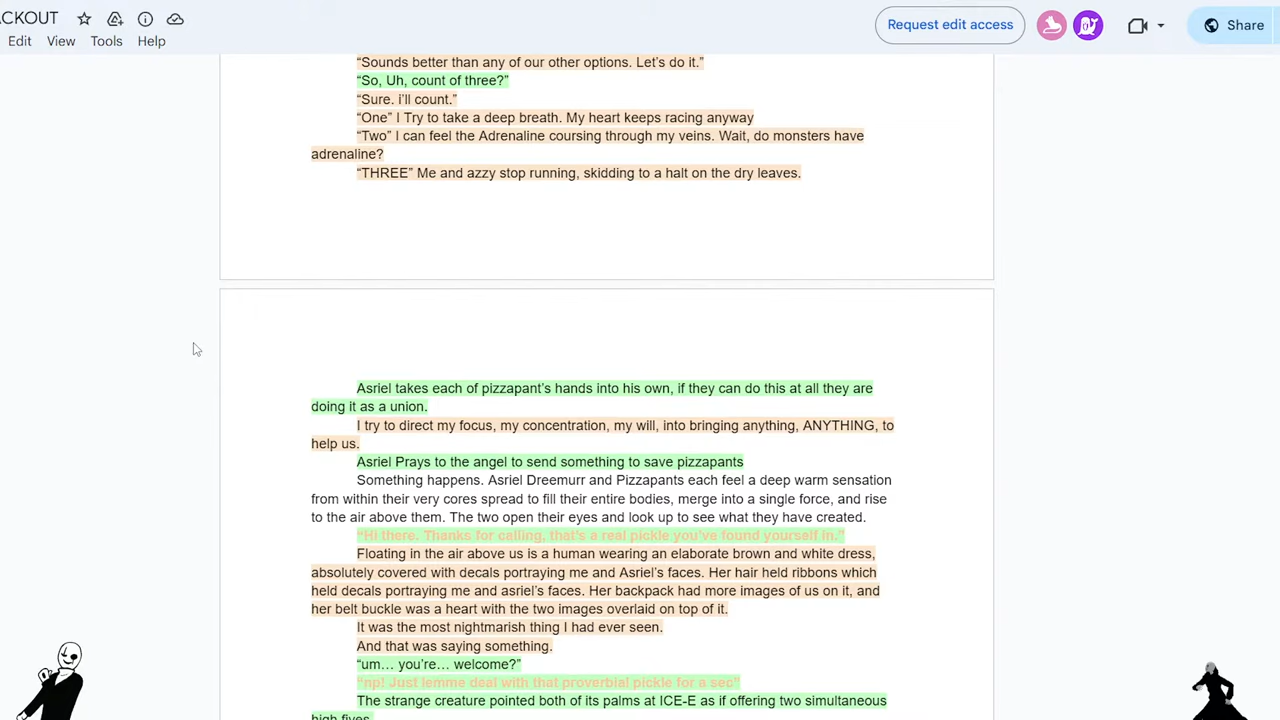 CKOUT
Edit View Tools Help
Request edit access
Share
“Sounds better than any of our other options. Let’s do it.”
“So, Uh, count of three?”
“Sure. i’ll count.”
“One” I Try to take a deep breath. My heart keeps racing anyway
“Two” I can feel the Adrenaline coursing through my veins. Wait, do monsters have
adrenaline?
“THREE” Me and azzy stop running, skidding to a halt on the dry leaves.
Asriel takes each of pizzapant’s hands into his own, if they can do this at all they are
doing it as a union.
I try to direct my focus, my concentration, my will, into bringing anything, ANYTHING, to
help us.
Asriel Prays to the angel to send something to save pizzapants
Something happens. Asriel Dreemurr and Pizzapants each feel a deep warm sensation
from within their very cores spread to fill their entire bodies, merge into a single force, and rise
to the air above them. The two open their eyes and look up to see what they have created.
“Hi there. Thanks for calling, that’s a real pickle you’ve found yourself in.”
Floating in the air above us is a human wearing an elaborate brown and white dress,
absolutely covered with decals portraying me and Asriel’s faces. Her hair held ribbons which
held decals portraying me and asriel’s faces. Her backpack had more images of us on it, and
her belt buckle was a heart with the two images overlaid on top of it.
It was the most nightmarish thing I had ever seen.
And that was saying something.
“um… you’re… welcome?”
“np! Just lemme deal with that proverbial pickle for a sec”
The strange creature pointed both of its palms at ICE-E as if offering two simultaneous
high fives.